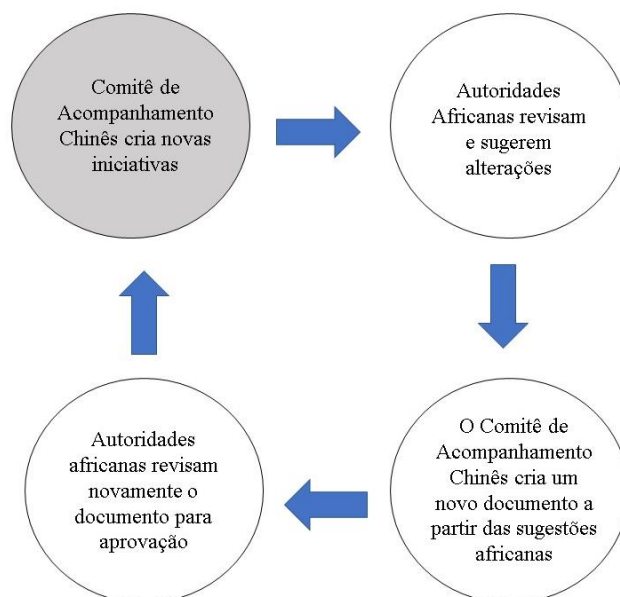 Comitê de
Acompanhamento
Chinês cria novas
iniciativas
Autoridades
Africanas revisam
e sugerem
alterações
O Comitê de
Acompanhamento
Chinês cria um
novo documento a
partir das sugestões
africanas
Autoridades
africanas revisam
novamente o
documento para
aprovação